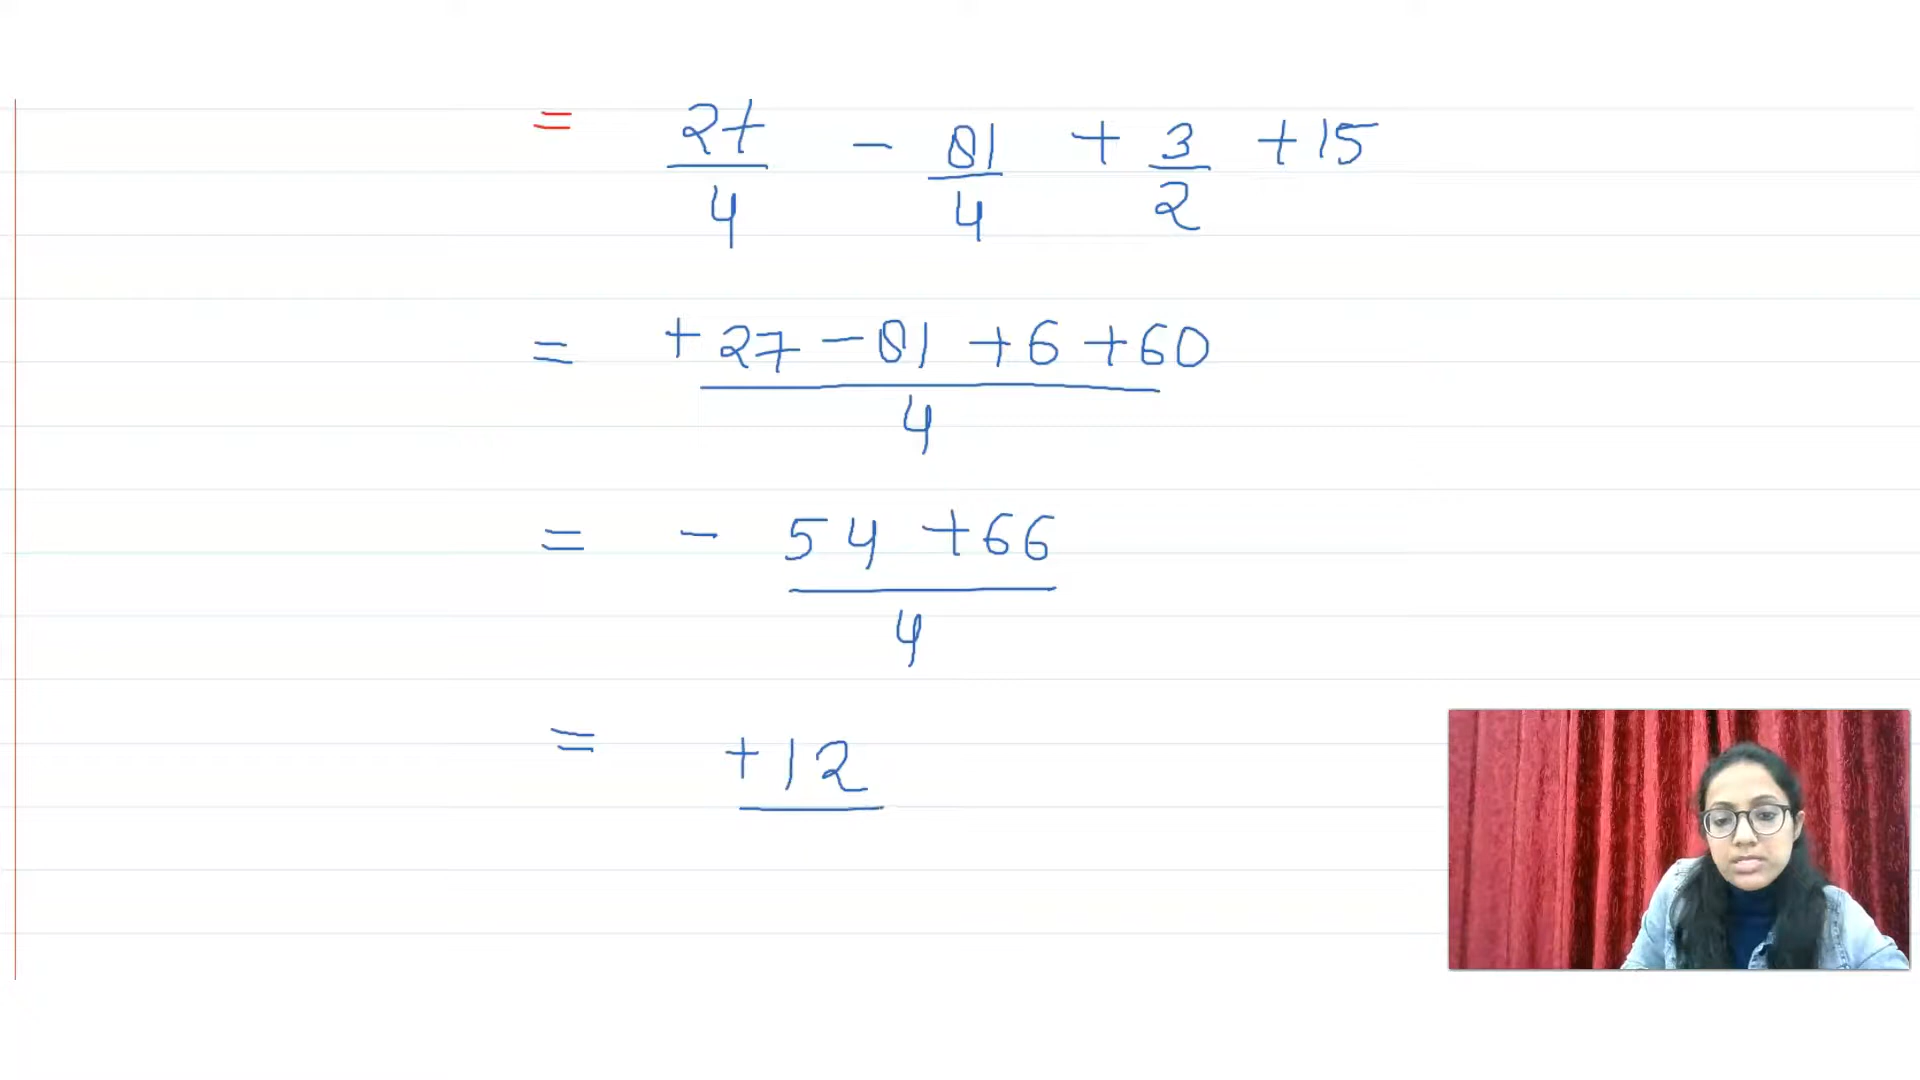 = 27/4 - 81/4 + 3/2 + 15
= +27 - 81 + 6 + 60 / 4
= - 54 + 66 / 4
= +12